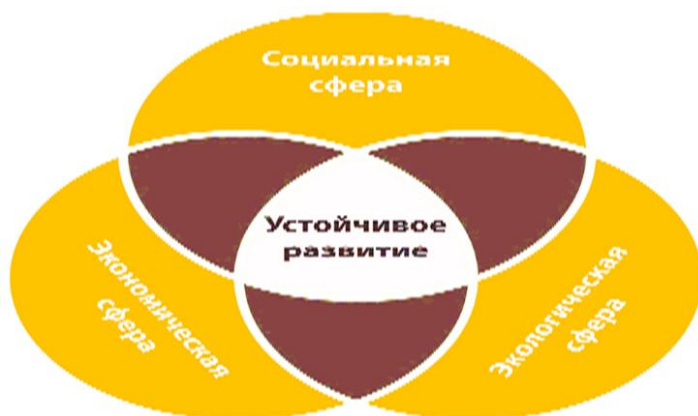 Социальная
сфера
Устойчивое
развитие
Экономическая
сфера
Экологическая
сфера